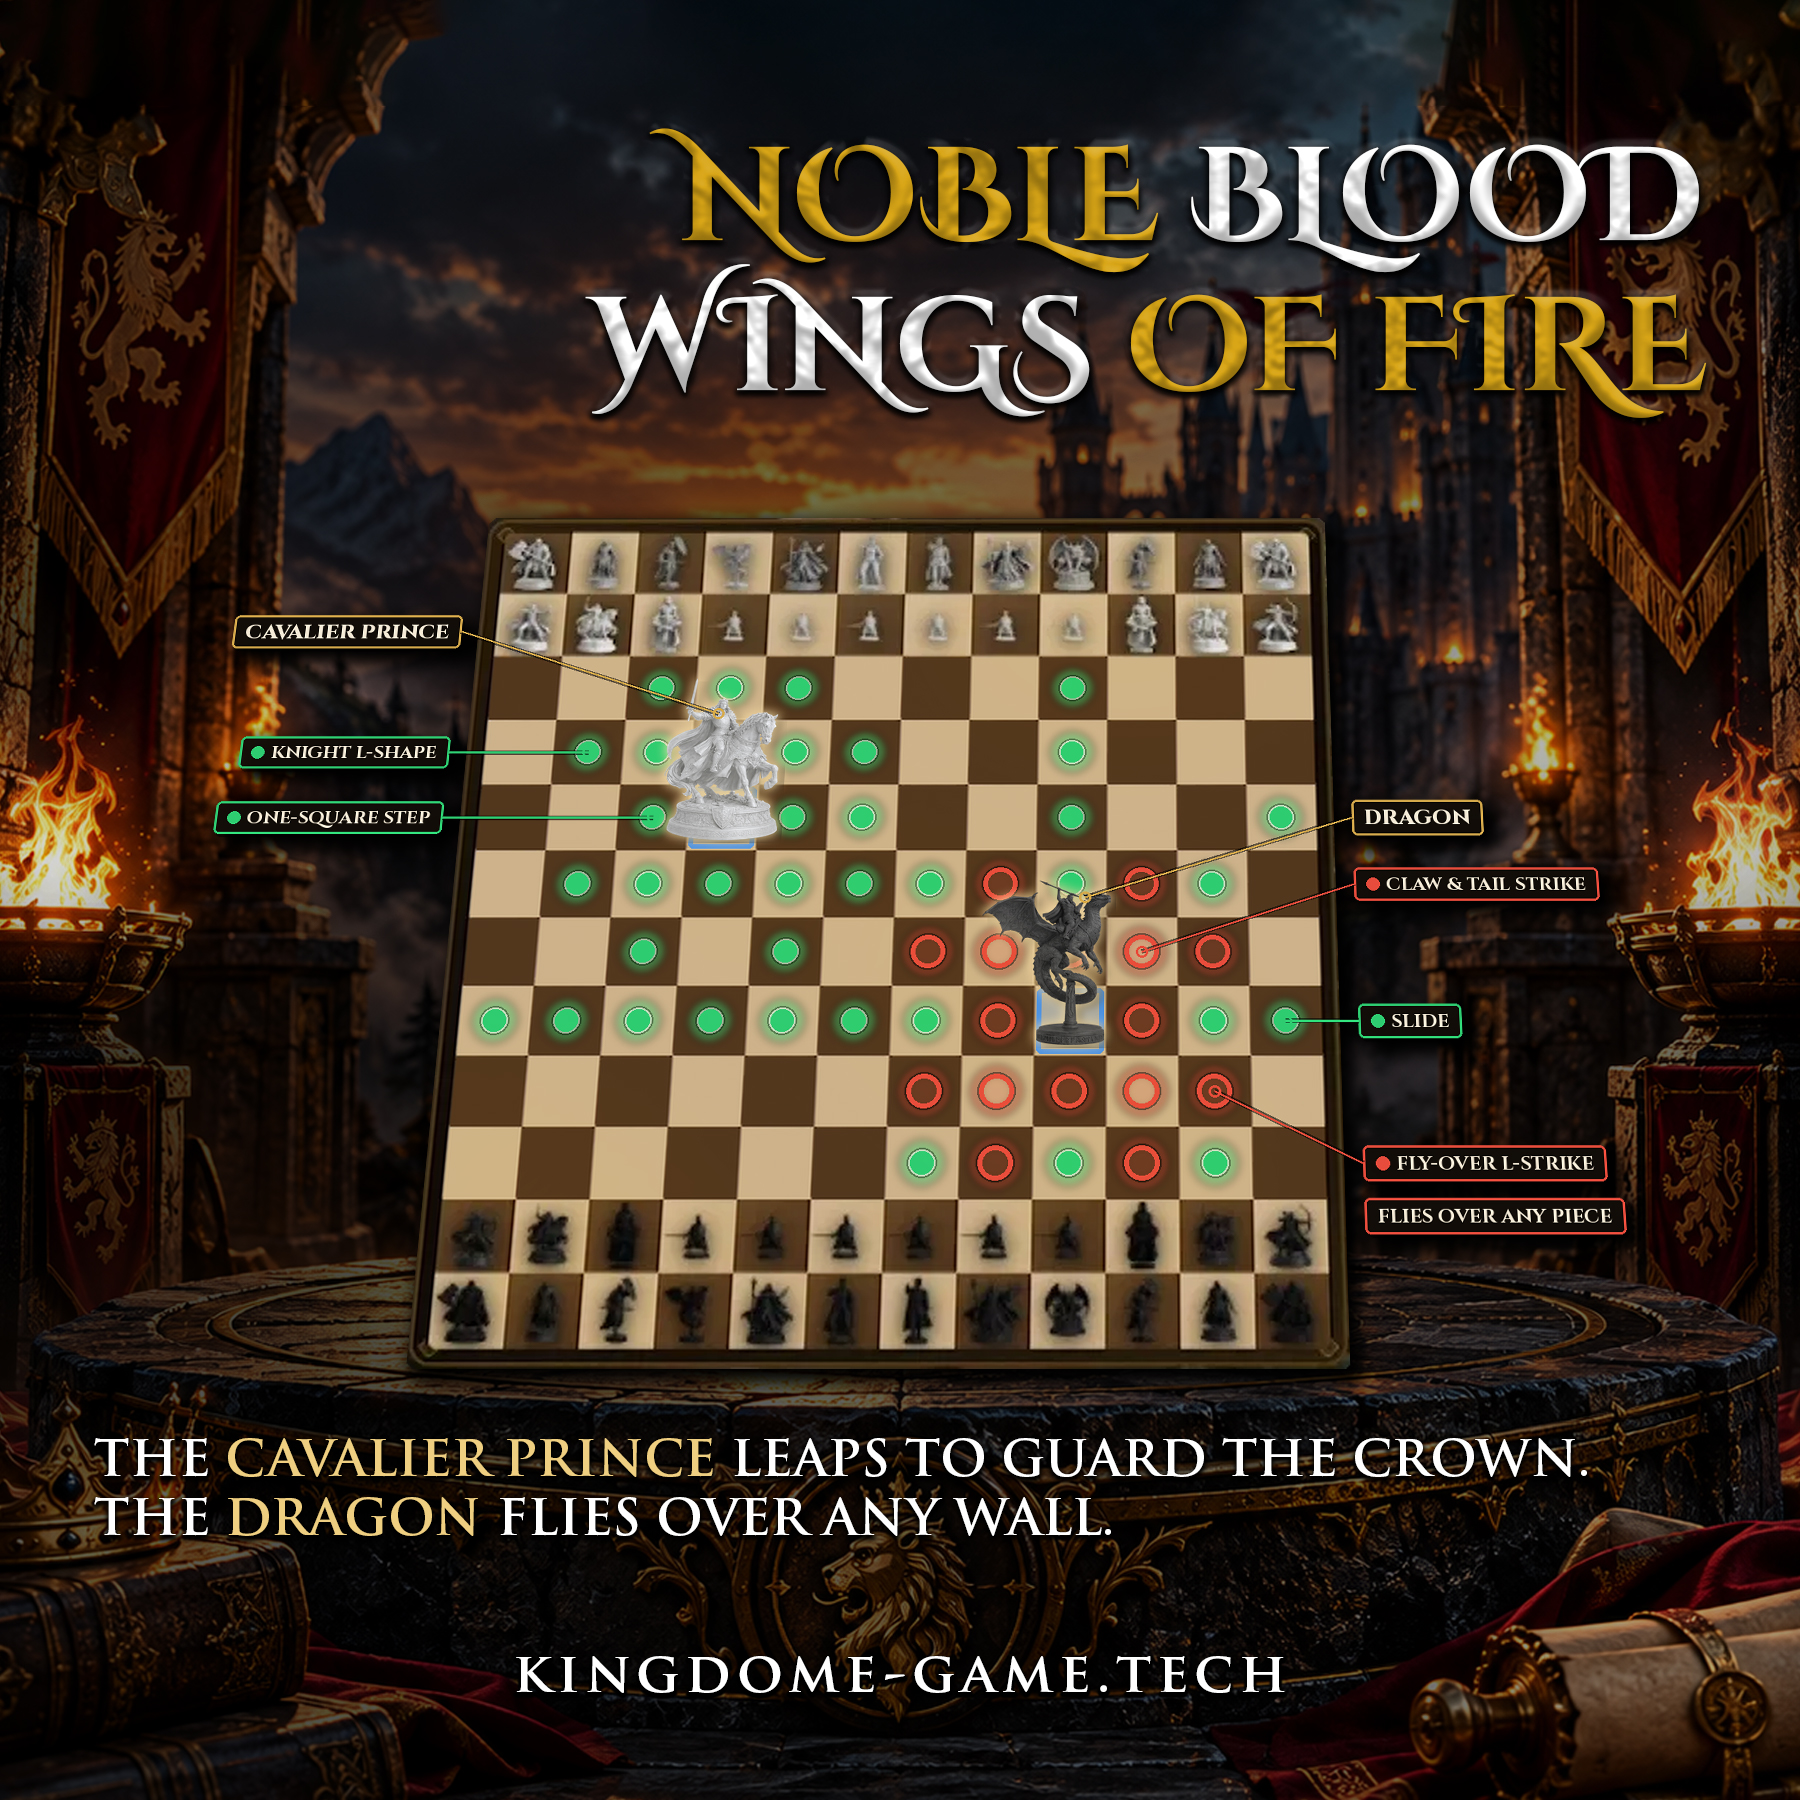 NOBLE BLOOD
WINGS OF FIRE
CAVALIER PRINCE
KNIGHT L-SHAPE
ONE-SQUARE STEP
DRAGON
CLAW & TAIL STRIKE
SLIDE
FLY-OVER L-STRIKE
FLIES OVER ANY PIECE
THE CAVALIER PRINCE LEAPS TO GUARD THE CROWN.
THE DRAGON FLIES OVER ANY WALL.
KINGDOME-GAME.TECH